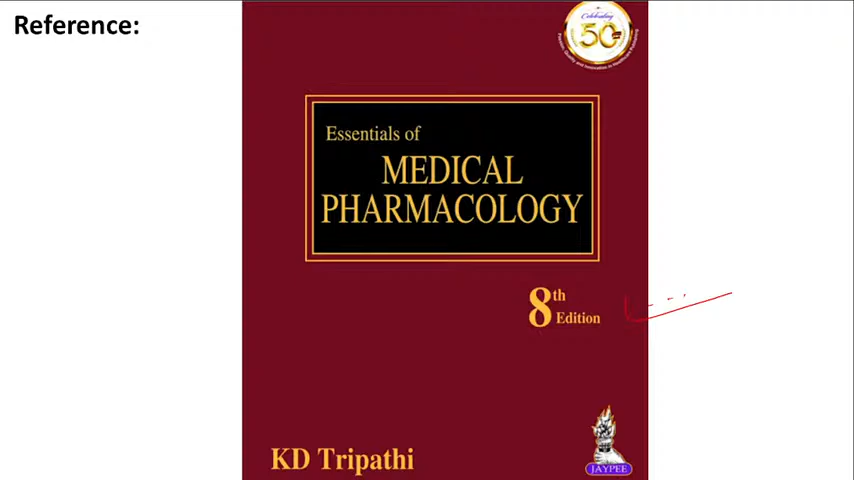 Reference:
Celebrating
50
Essentials of
MEDICAL
PHARMACOLOGY
8th
Edition
KD Tripathi
JAYPEE